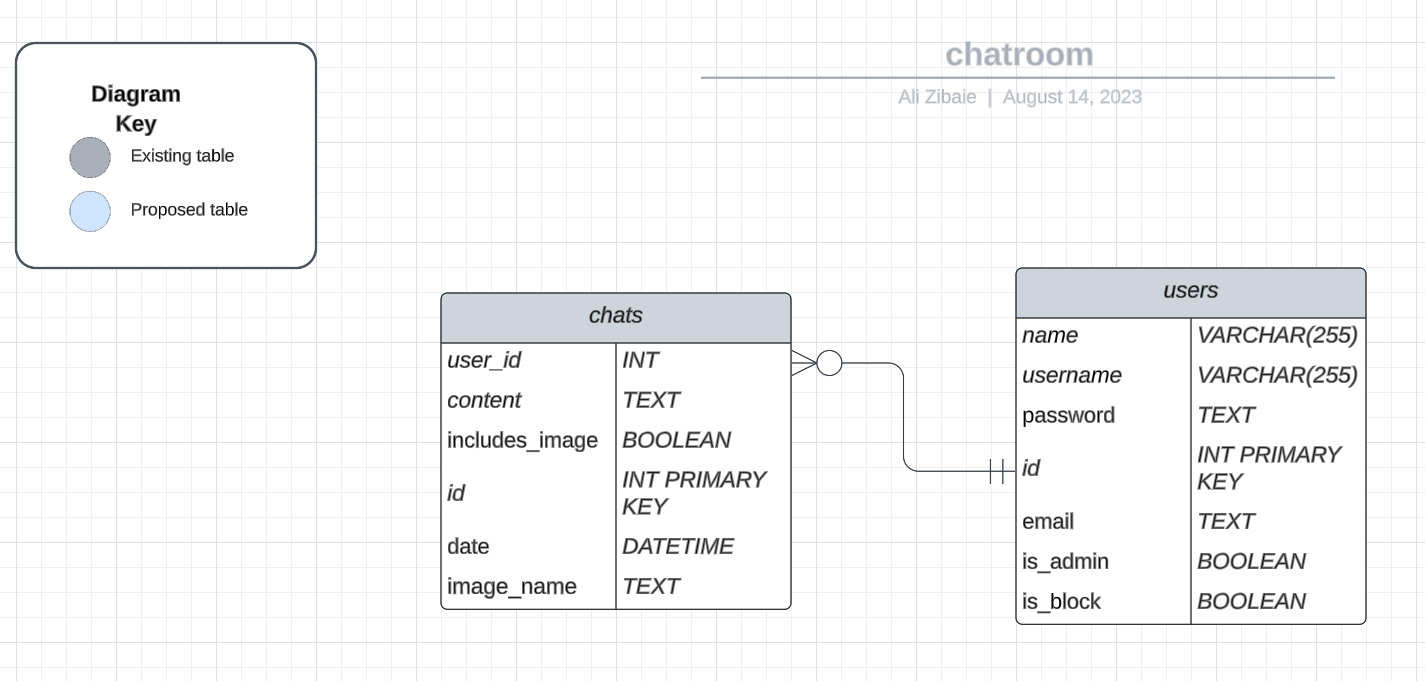 Diagram
Key
Existing table
Proposed table
chatroom
Ali Zibaie | August 14, 2023
chats
user_id INT
content TEXT
includes_image BOOLEAN
id INT PRIMARY
KEY
date DATETIME
image_name TEXT
users
name VARCHAR(255)
username VARCHAR(255)
password TEXT
id INT PRIMARY
KEY
email TEXT
is_admin BOOLEAN
is_block BOOLEAN